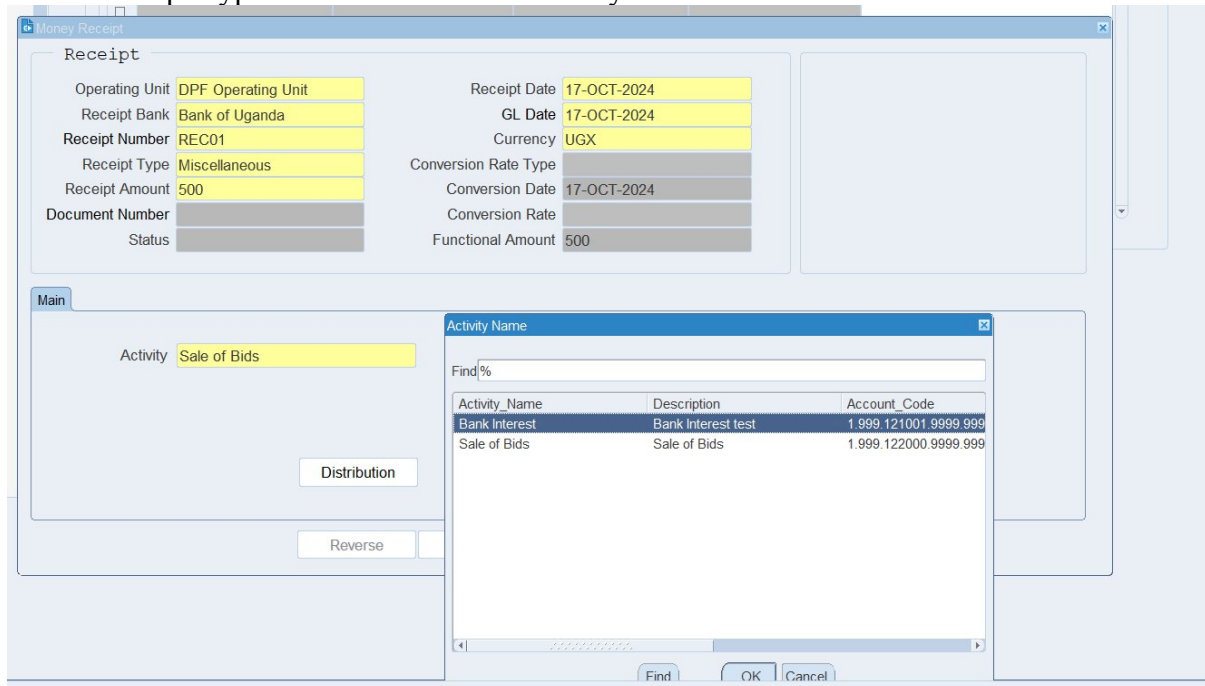 Money Receipt
Receipt
Operating Unit DPF Operating Unit
Receipt Bank Bank of Uganda
Receipt Number REC01
Receipt Type Miscellaneous
Receipt Amount 500
Document Number
Status
Receipt Date 17-OCT-2024
GL Date 17-OCT-2024
Currency UGX
Conversion Rate Type
Conversion Date 17-OCT-2024
Conversion Rate
Functional Amount 500
Main
Activity Sale of Bids
Distribution
Reverse
Activity Name
Find %
Activity_Name Description Account_Code
Bank Interest Bank Interest test 1.999.121001.9999.999
Sale of Bids Sale of Bids 1.999.122000.9999.999
Find OK Cancel